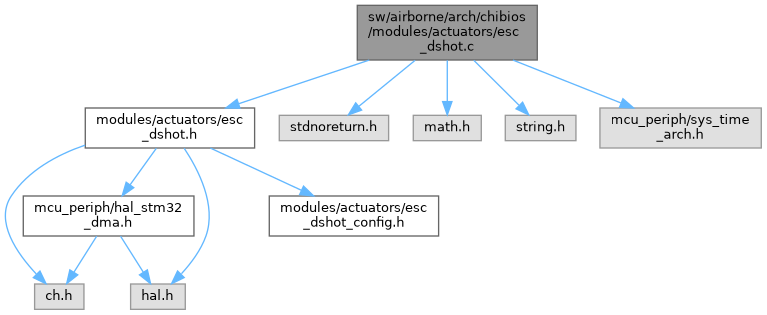 sw/airborne/arch/chibios
/modules/actuators/esc
_dshot.c
modules/actuators/esc
_dshot.h
stdnoreturn.h
math.h
string.h
mcu_periph/sys_time
_arch.h
mcu_periph/hal_stm32
_dma.h
modules/actuators/esc
_dshot_config.h
ch.h
hal.h